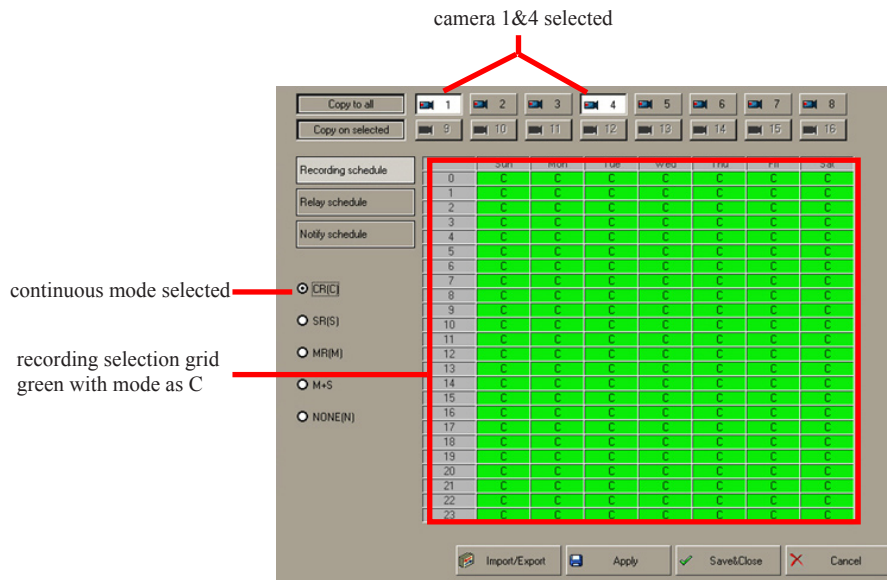 camera 1&4 selected
Copy to all 1 2 3 4 5 6 7 8
Copy on selected 9 10 11 12 13 14 15 16
Recording schedule
Relay schedule
Notify schedule
continuous mode selected
CR(C)
SR(S)
MR(M)
M+S
NONE(N)
recording selection grid
green with mode as C
Sun Mon Tue Wed Thu Fri Sat
0 C C C C C C C
1 C C C C C C C
2 C C C C C C C
3 C C C C C C C
4 C C C C C C C
5 C C C C C C C
6 C C C C C C C
7 C C C C C C C
8 C C C C C C C
9 C C C C C C C
10 C C C C C C C
11 C C C C C C C
12 C C C C C C C
13 C C C C C C C
14 C C C C C C C
15 C C C C C C C
16 C C C C C C C
17 C C C C C C C
18 C C C C C C C
19 C C C C C C C
20 C C C C C C C
21 C C C C C C C
22 C C C C C C C
23 C C C C C C C
Import/Export Apply Save&Close Cancel